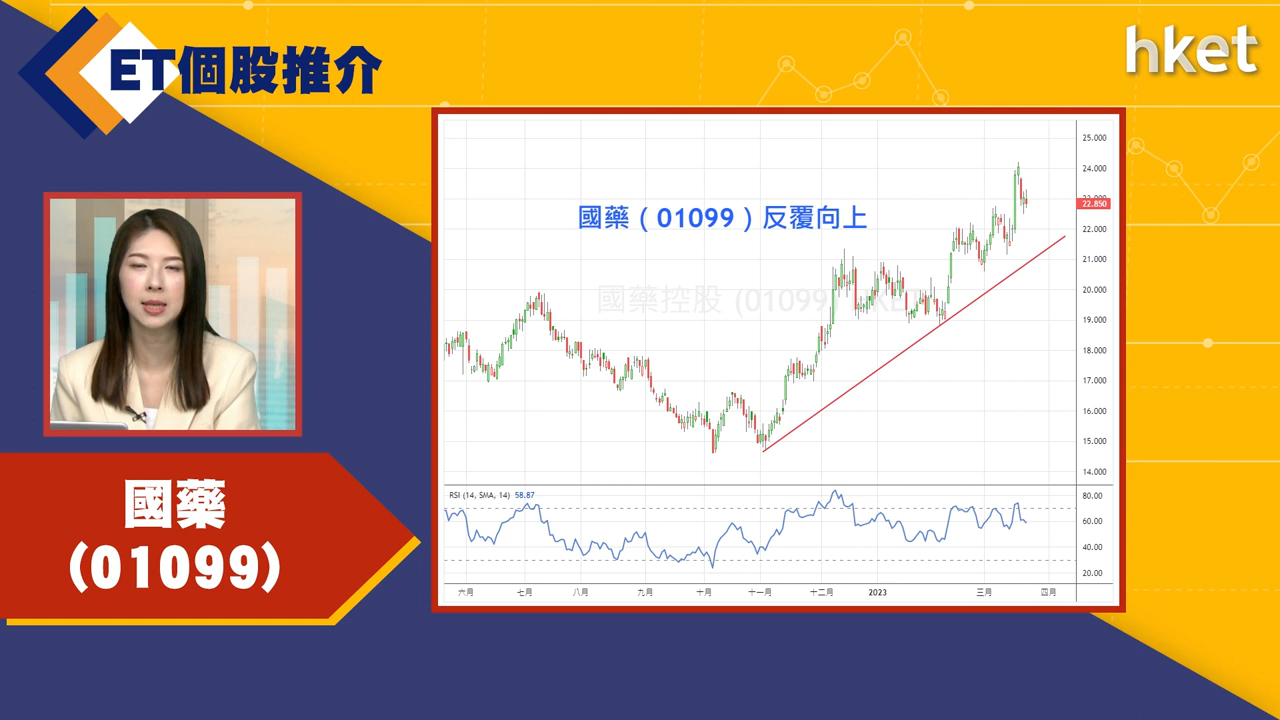 ET個股推介
hket
國藥
(01099)
國藥（01099）反覆向上
國藥控股 (01099) HKET
25.000
24.000
23.000
22.850
22.000
21.000
20.000
19.000
18.000
17.000
16.000
15.000
14.000
RSI (14, SMA, 14) 58.87
80.00
60.00
40.00
20.00
六月 七月 八月 九月 十月 十一月 十二月 2023 三月 四月